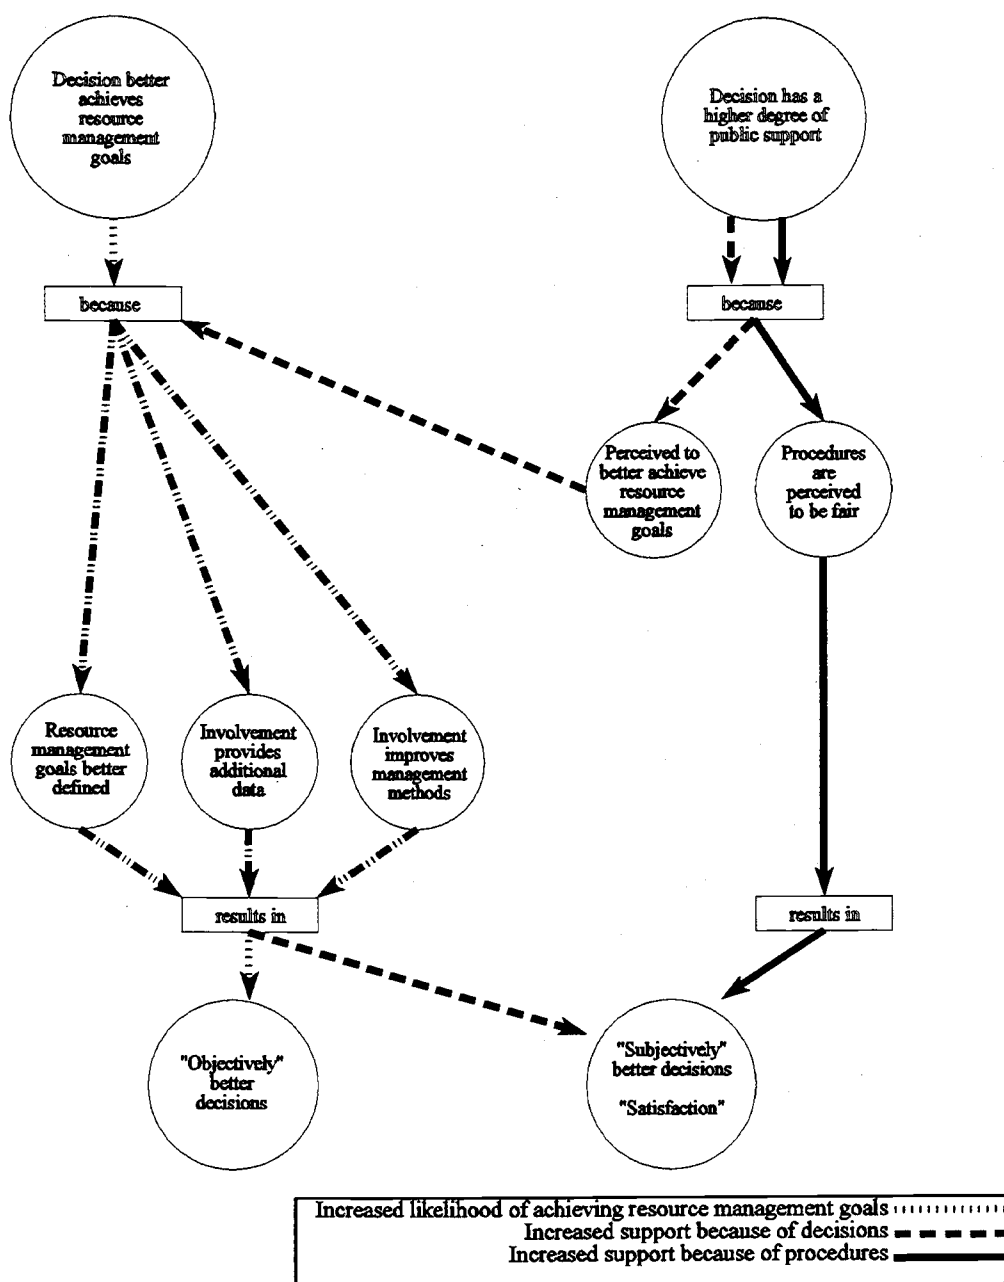 Decision better
achieves
resource
management
goals
Decision has a
higher degree of
public support
because
because
Perceived to
better achieve
resource
management
goals
Procedures
are
perceived
to be fair
Resource
management
goals better
defined
Involvement
provides
additional
data
Involvement
improves
management
methods
results in
results in
"Objectively"
better
decisions
"Subjectively"
better decisions
"Satisfaction"
Increased likelihood of achieving resource management goals
Increased support because of decisions
Increased support because of procedures